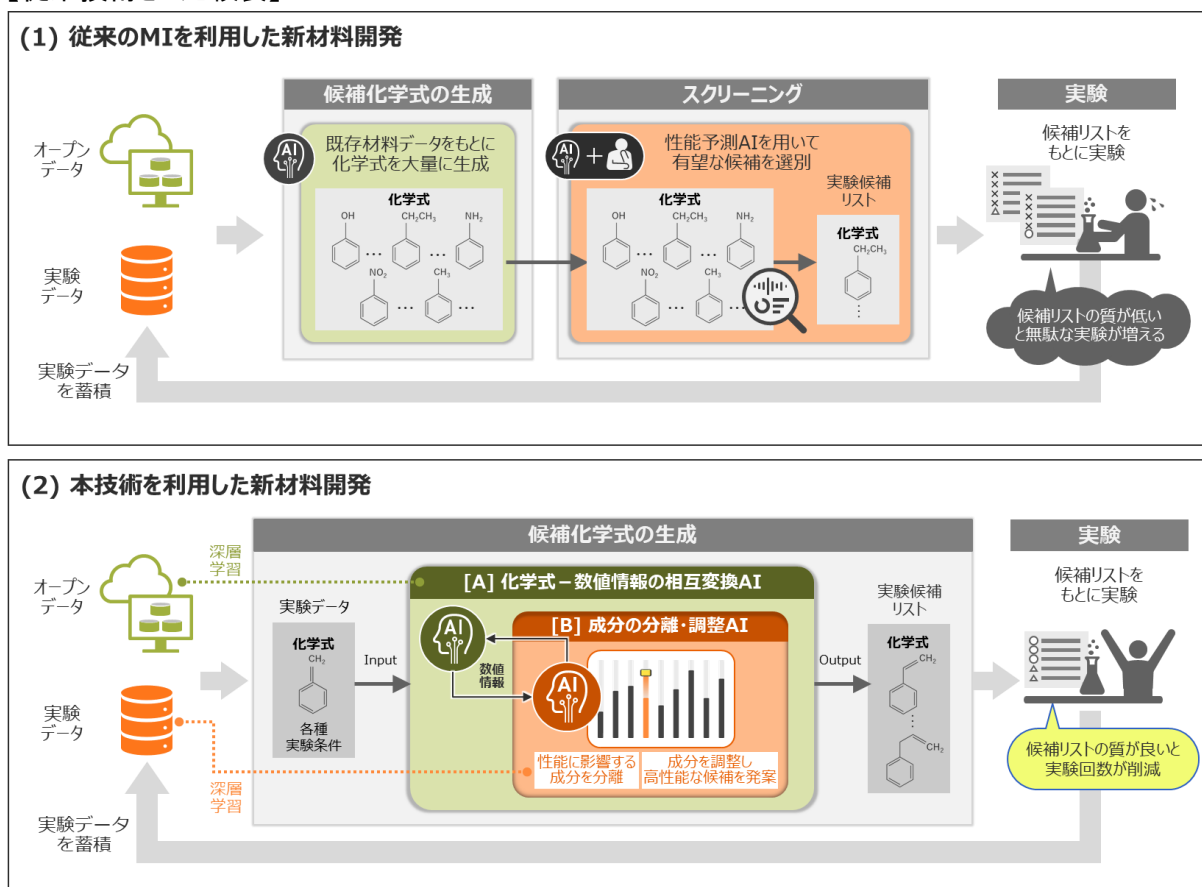 (1) 従来のMIを利用した新材料開発
候補化学式の生成
スクリーニング
実験
オープン
データ
実験
データ
実験データ
を蓄積
AI
既存材料データをもとに
化学式を大量に生成
化学式
OH
CH₂CH₃
NH₂
… …
NO₂
CH₃
… …
AI
+
性能予測AIを用いて
有望な候補を選別
化学式
OH
CH₂CH₃
NH₂
… …
NO₂
CH₃
… …
実験候補
リスト
化学式
CH₂CH₃
⋮
候補リストを
もとに実験
×
×
×
△
×
×
×
×
○
候補リストの質が低い
と無駄な実験が増える
(2) 本技術を利用した新材料開発
候補化学式の生成
実験
オープン
データ
深層
学習
実験
データ
深層
学習
実験データ
を蓄積
実験データ
化学式
CH₂
各種
実験条件
Input
[A] 化学式－数値情報の相互変換AI
AI
数値
情報
[B] 成分の分離・調整AI
AI
性能に影響する
成分を分離
成分を調整し
高性能な候補を発案
Output
実験候補
リスト
化学式
CH₂
⋮
CH₂
候補リストを
もとに実験
○
○
○
△
△
候補リストの質が良いと
実験回数が削減